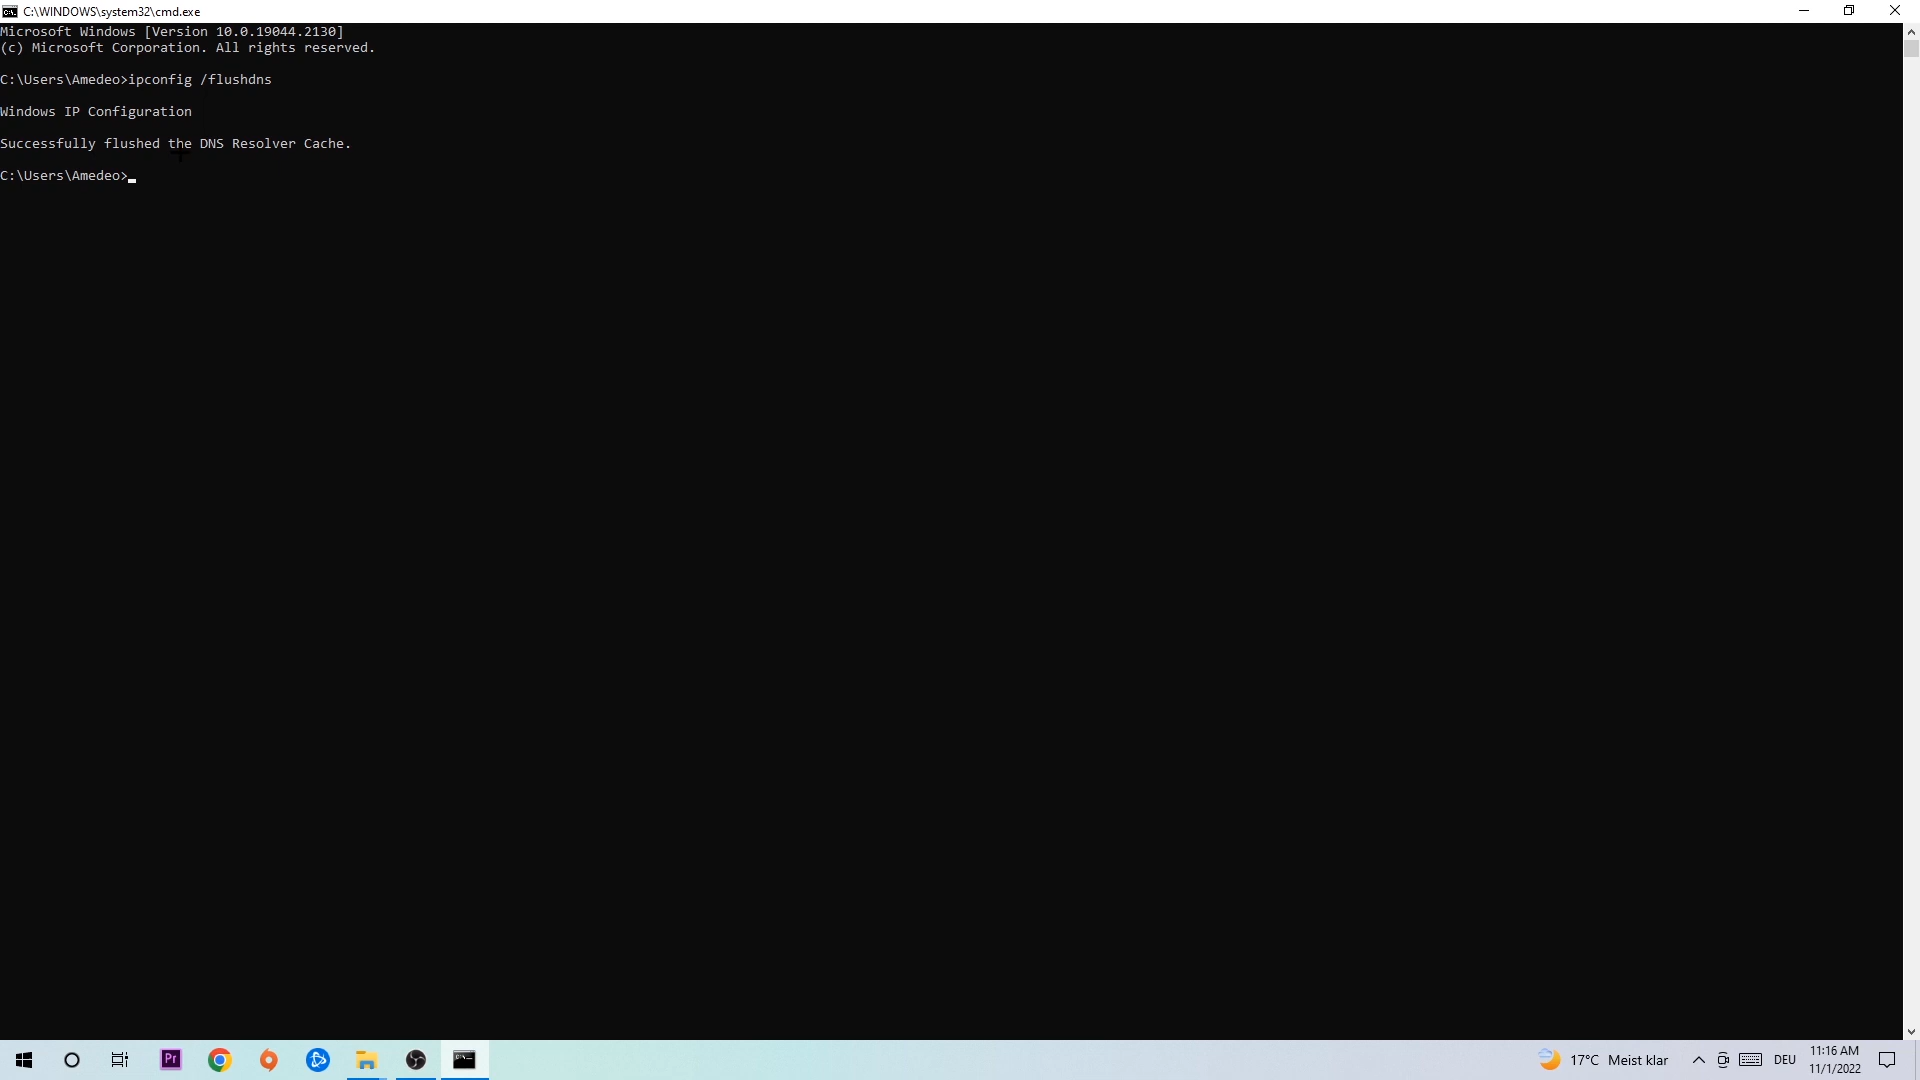 C:\WINDOWS\system32\cmd.exe
Microsoft Windows [Version 10.0.19044.2130]
(c) Microsoft Corporation. All rights reserved.
C:\Users\Amedeo>ipconfig /flushdns
Windows IP Configuration
Successfully flushed the DNS Resolver Cache.
C:\Users\Amedeo>
Pr
17°C Meist klar
DEU
11:16 AM
11/1/2022